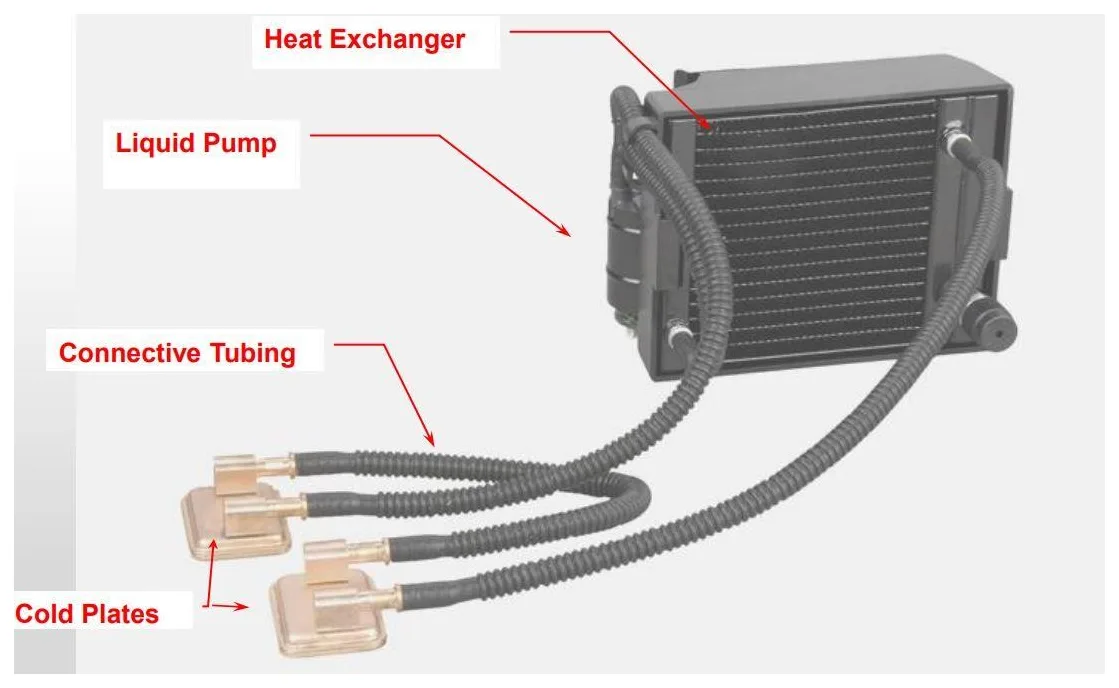 Heat Exchanger
Liquid Pump
Connective Tubing
Cold Plates